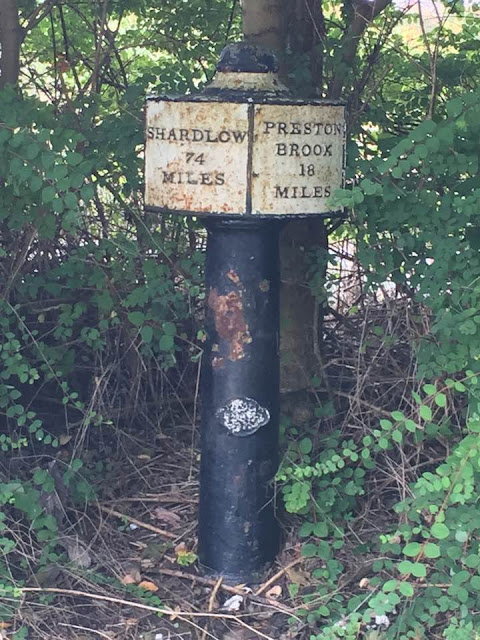 SHARDLOW
74
MILES
PRESTON
BROOK
18
MILES